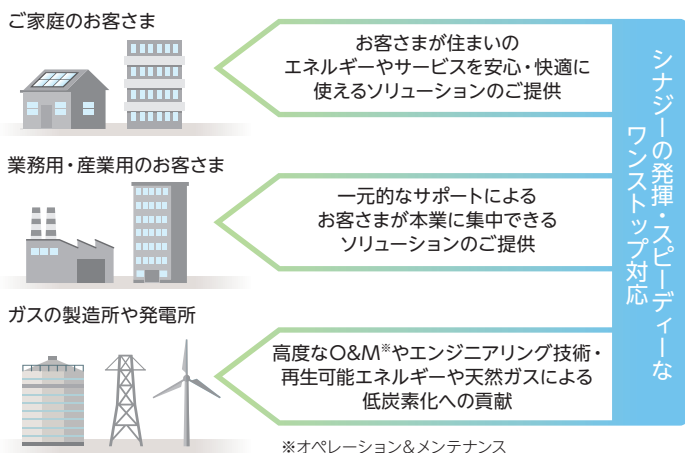 ご家庭のお客さま
お客さまが住まいの
エネルギーやサービスを安心・快適に
使えるソリューションのご提供
業務用・産業用のお客さま
一元的なサポートによる
お客さまが本業に集中できる
ソリューションのご提供
ガスの製造所や発電所
高度なO&M※やエンジニアリング技術・
再生可能エネルギーや天然ガスによる
低炭素化への貢献
※オペレーション&メンテナンス
シナジーの発揮・スピーディーな
ワンストップ対応